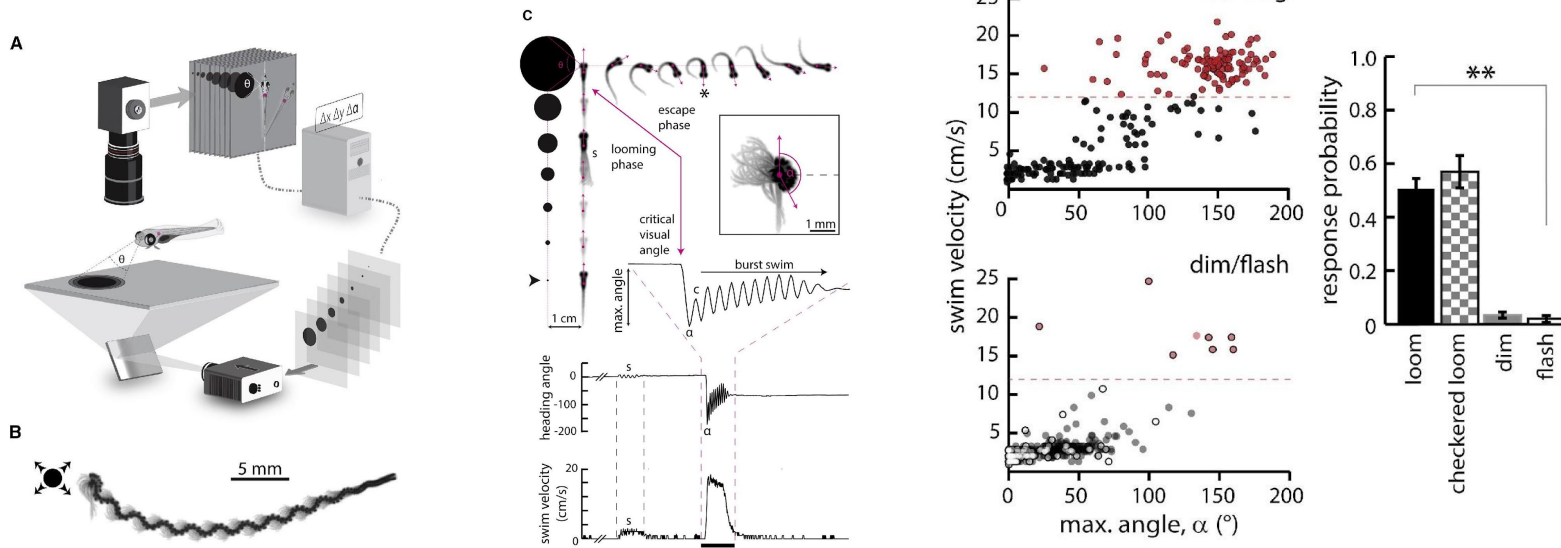 A
θ
Δx Δy Δα
θ
B
5 mm
C
θ
*
escape
phase
s
looming
phase
α
1 mm
critical
visual
angle
burst swim
max. angle
c
α
1 cm
heading angle
0
-100
-200
s
α
swim velocity
(cm/s)
20
0
s
swim velocity (cm/s)
25
20
15
10
5
0
50
100
150
200
dim/flash
25
20
15
10
5
0
50
100
150
200
max. angle, α (°)
response probability
1.0
0.8
0.6
0.4
0.2
0
**
loom
checkered loom
dim
flash